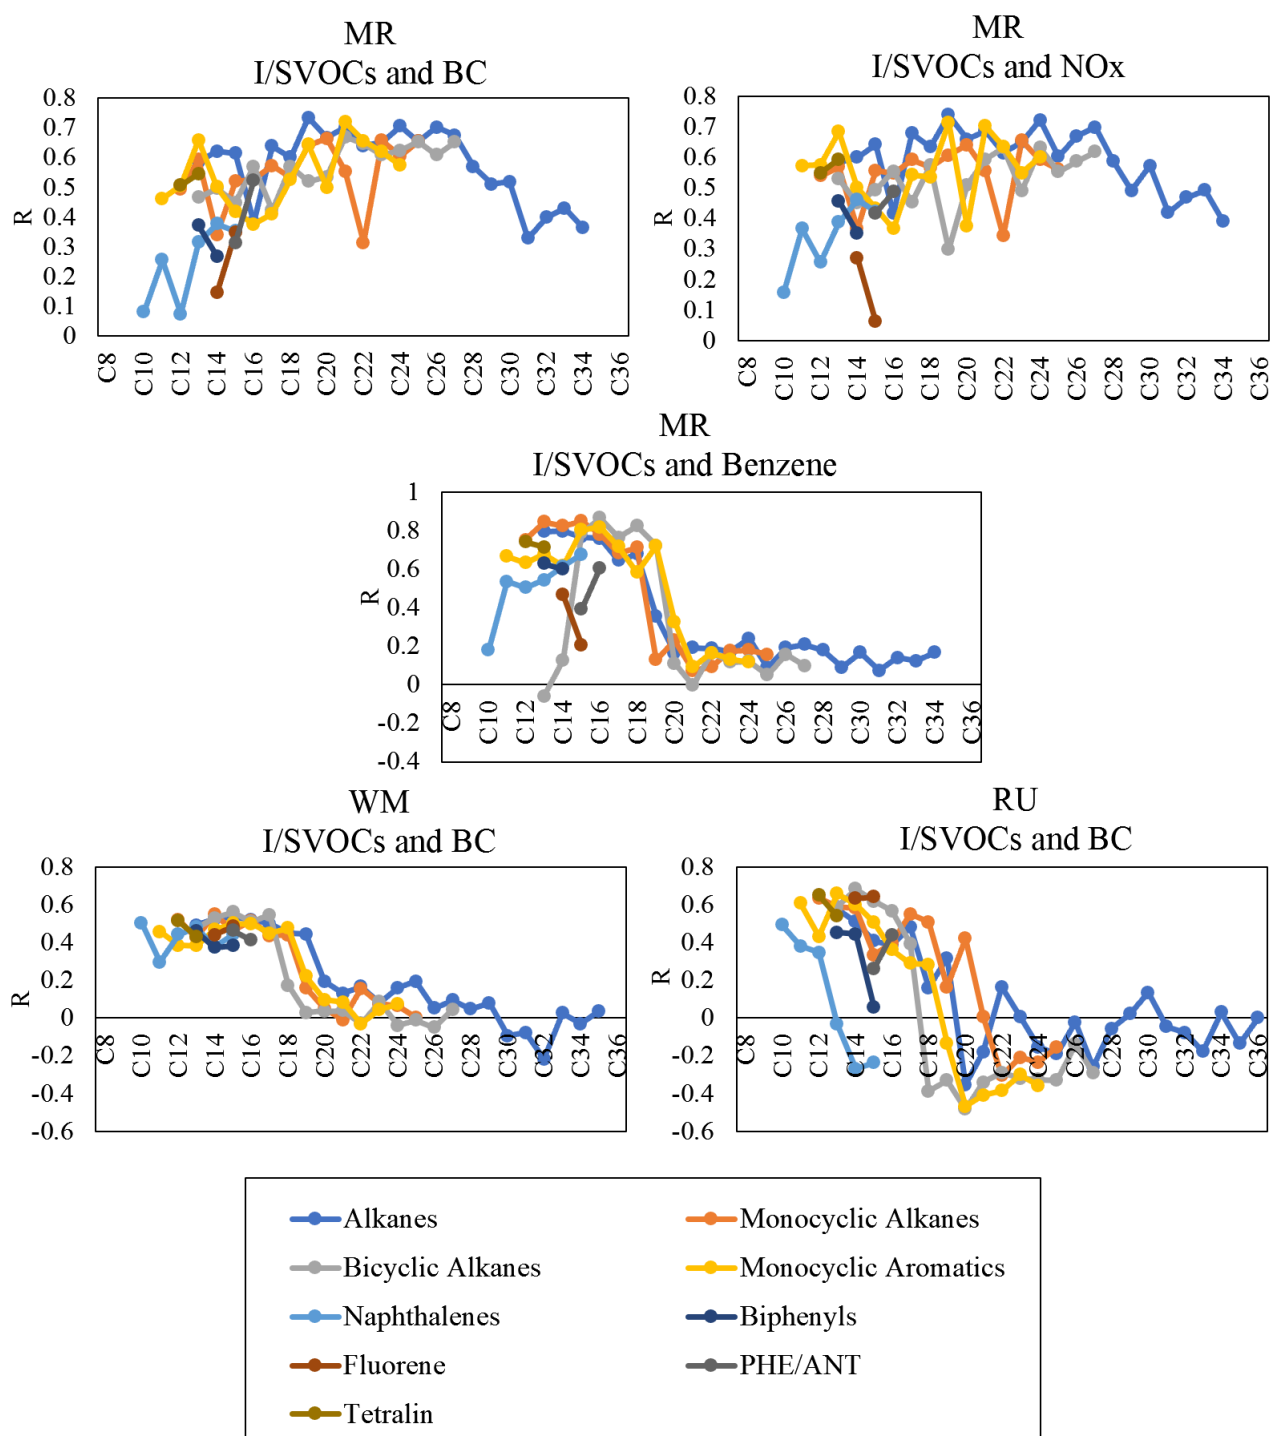 MR
I/SVOCs and BC
0.8
0.7
0.6
0.5
0.4
0.3
0.2
0.1
0
R
C8
C10
C12
C14
C16
C18
C20
C22
C24
C26
C28
C30
C32
C34
C36
MR
I/SVOCs and NOx
0.8
0.7
0.6
0.5
0.4
0.3
0.2
0.1
0
R
C8
C10
C12
C14
C16
C18
C20
C22
C24
C26
C28
C30
C32
C34
C36
MR
I/SVOCs and Benzene
1
0.8
0.6
0.4
0.2
0
-0.2
-0.4
R
C8
C10
C12
C14
C16
C18
C20
C22
C24
C26
C28
C30
C32
C34
C36
WM
I/SVOCs and BC
0.8
0.6
0.4
0.2
0
-0.2
-0.4
-0.6
R
C8
C10
C12
C14
C16
C18
C20
C22
C24
C26
C28
C30
C32
C34
C36
RU
I/SVOCs and BC
0.8
0.6
0.4
0.2
0
-0.2
-0.4
-0.6
R
C8
C10
C12
C14
C16
C18
C20
C22
C24
C26
C28
C30
C32
C34
C36
Alkanes
Monocyclic Alkanes
Bicyclic Alkanes
Monocyclic Aromatics
Naphthalenes
Biphenyls
Fluorene
PHE/ANT
Tetralin